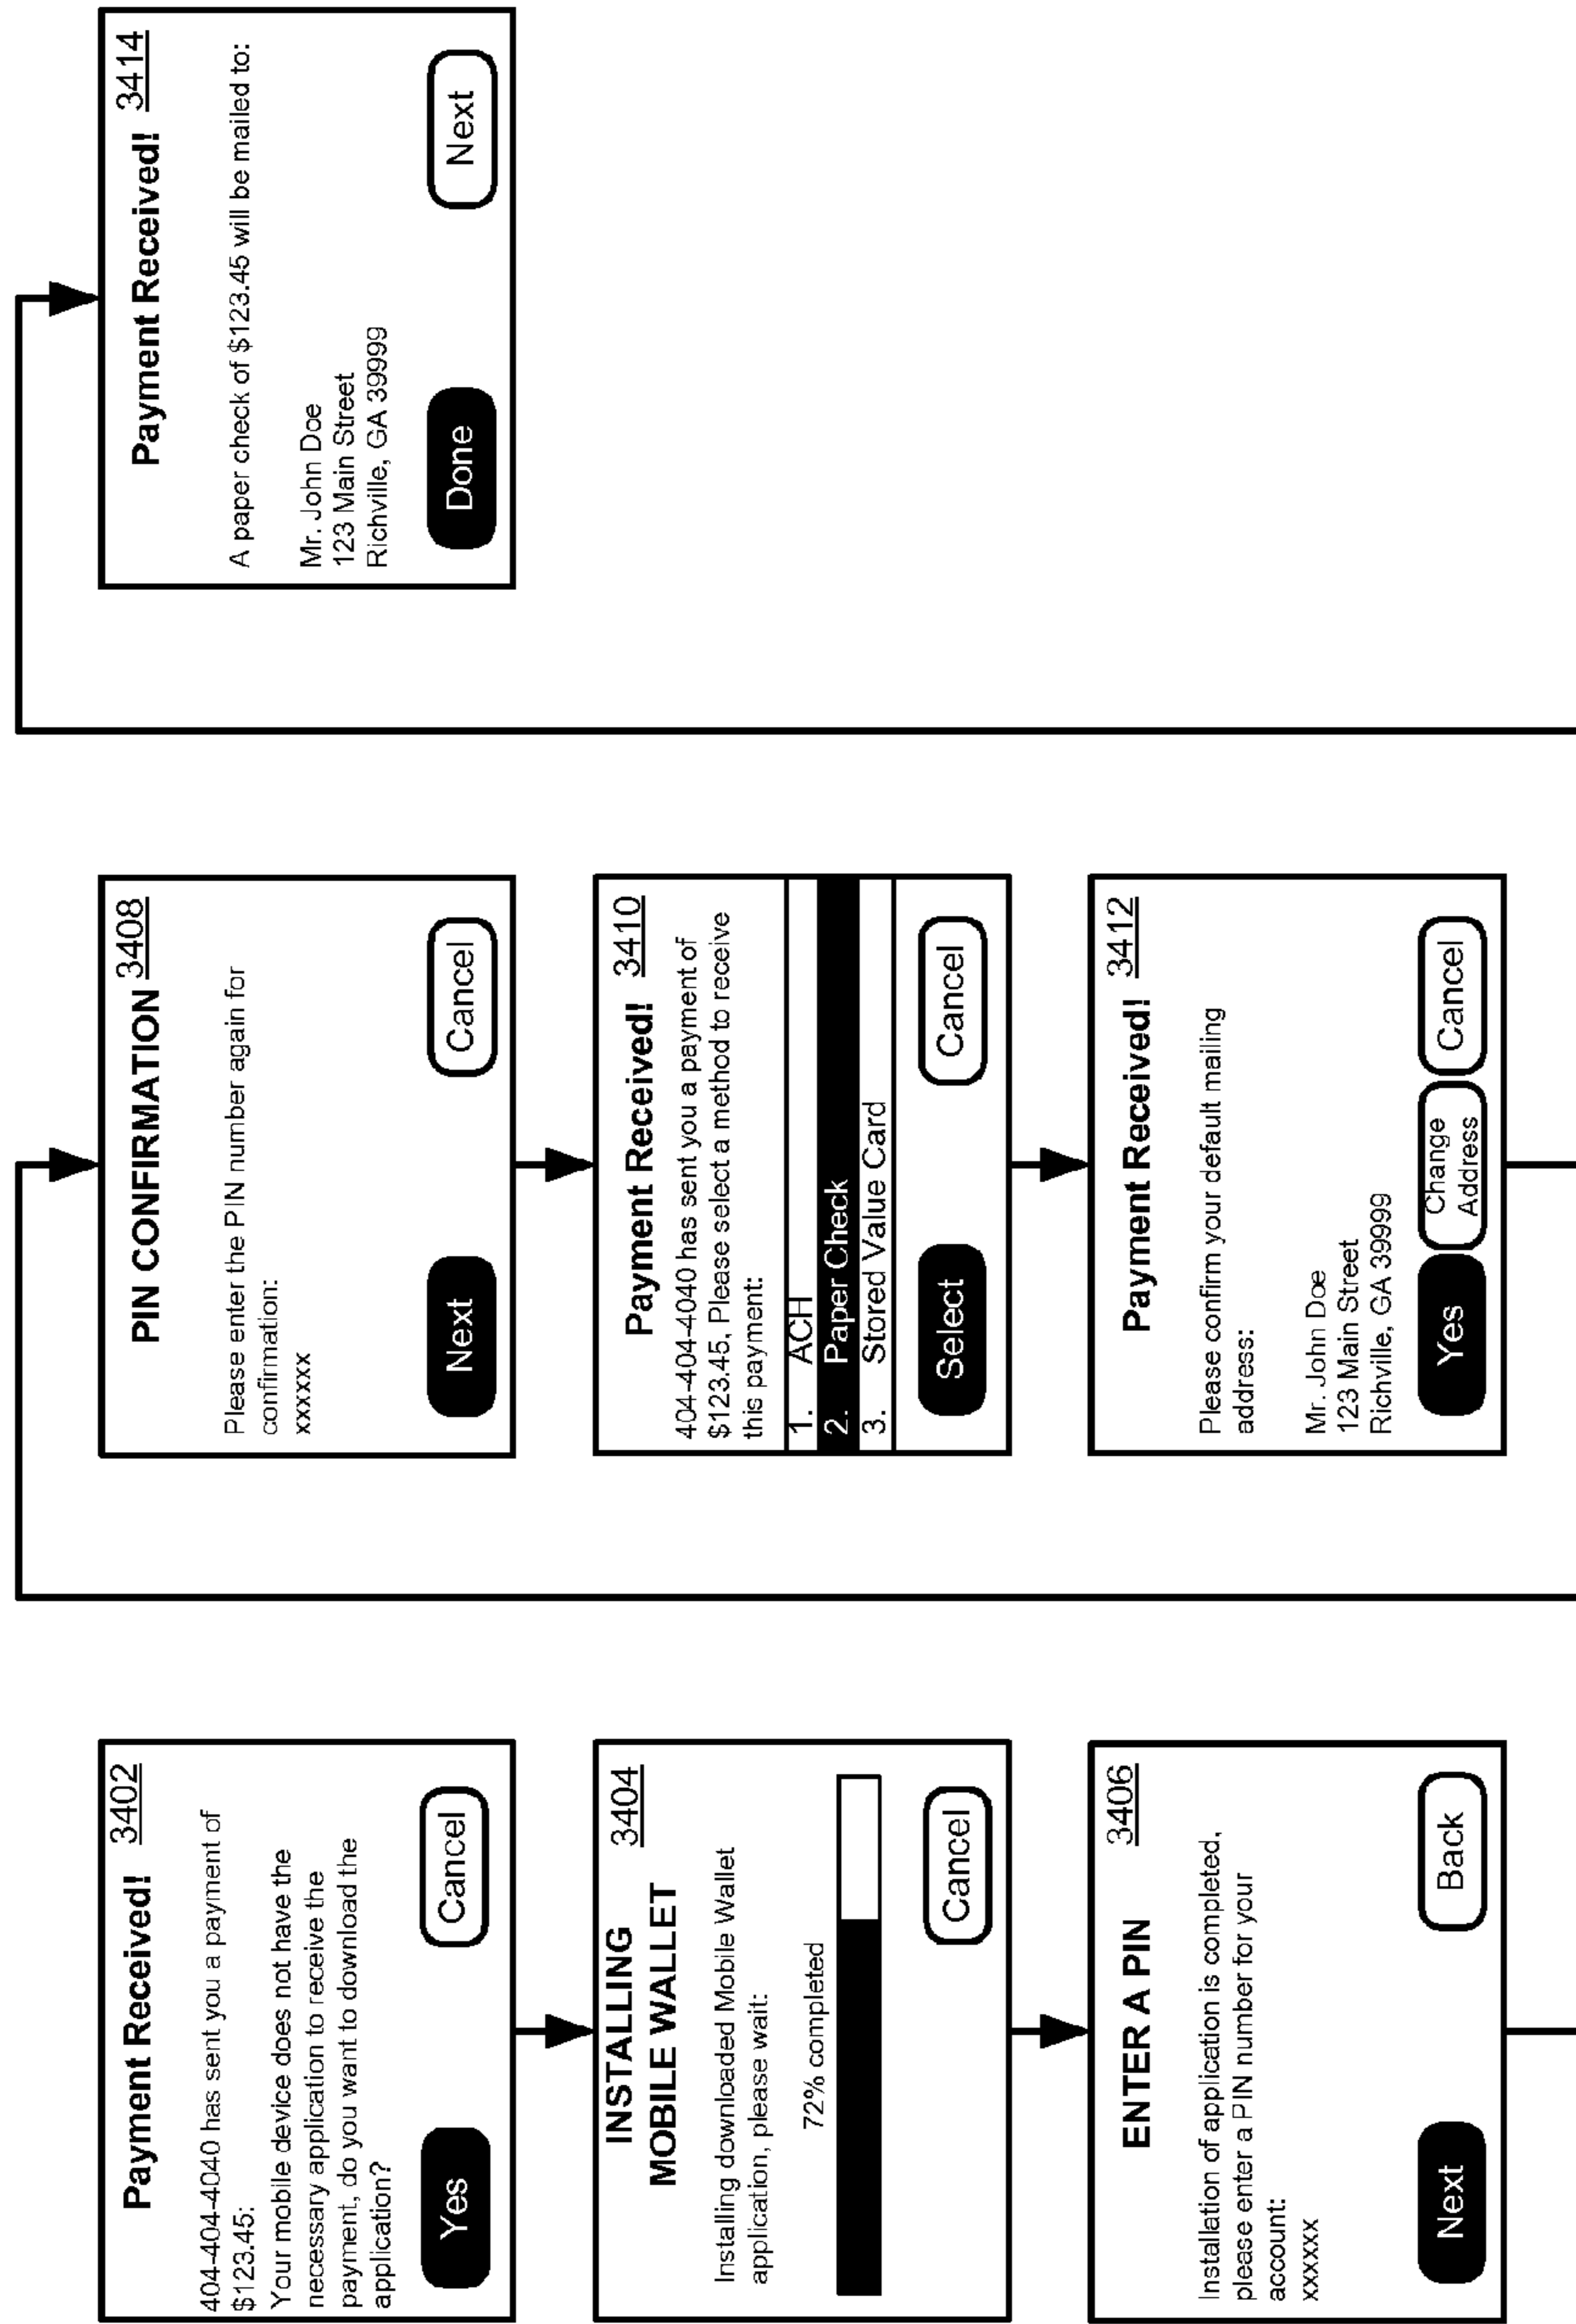 Payment Received! 3402
404-404-4040 has sent you a payment of
$123.45:
Your mobile device does not have the
necessary application to receive the
payment, do you want to download the
application?
Yes
Cancel
INSTALLING 3404
MOBILE WALLET
Installing downloaded Mobile Wallet
application, please wait:
72% completed
Cancel
ENTER A PIN 3406
Installation of application is completed,
please enter a PIN number for your
account:
xxxxxx
Next
Back
PIN CONFIRMATION 3408
Please enter the PIN number again for
confirmation:
xxxxxx
Next
Cancel
Payment Received! 3410
404-404-4040 has sent you a payment of
$123.45, Please select a method to receive
this payment:
1. ACH
2. Paper Check
3. Stored Value Card
Select
Cancel
Payment Received! 3412
Please confirm your default mailing
address:
Mr. John Doe
123 Main Street
Richville, GA 39999
Yes
Change
Address
Cancel
Payment Received! 3414
A paper check of $123.45 will be mailed to:
Mr. John Doe
123 Main Street
Richville, GA 39999
Done
Next